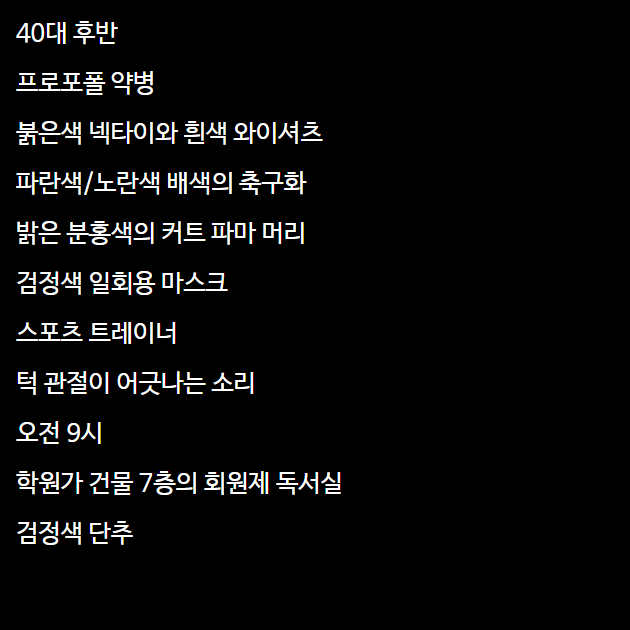 40대 후반
프로포폴 약병
붉은색 넥타이와 흰색 와이셔츠
파란색/노란색 배색의 축구화
밝은 분홍색의 커트 파마 머리
검정색 일회용 마스크
스포츠 트레이너
턱 관절이 어긋나는 소리
오전 9시
학원가 건물 7층의 회원제 독서실
검정색 단추